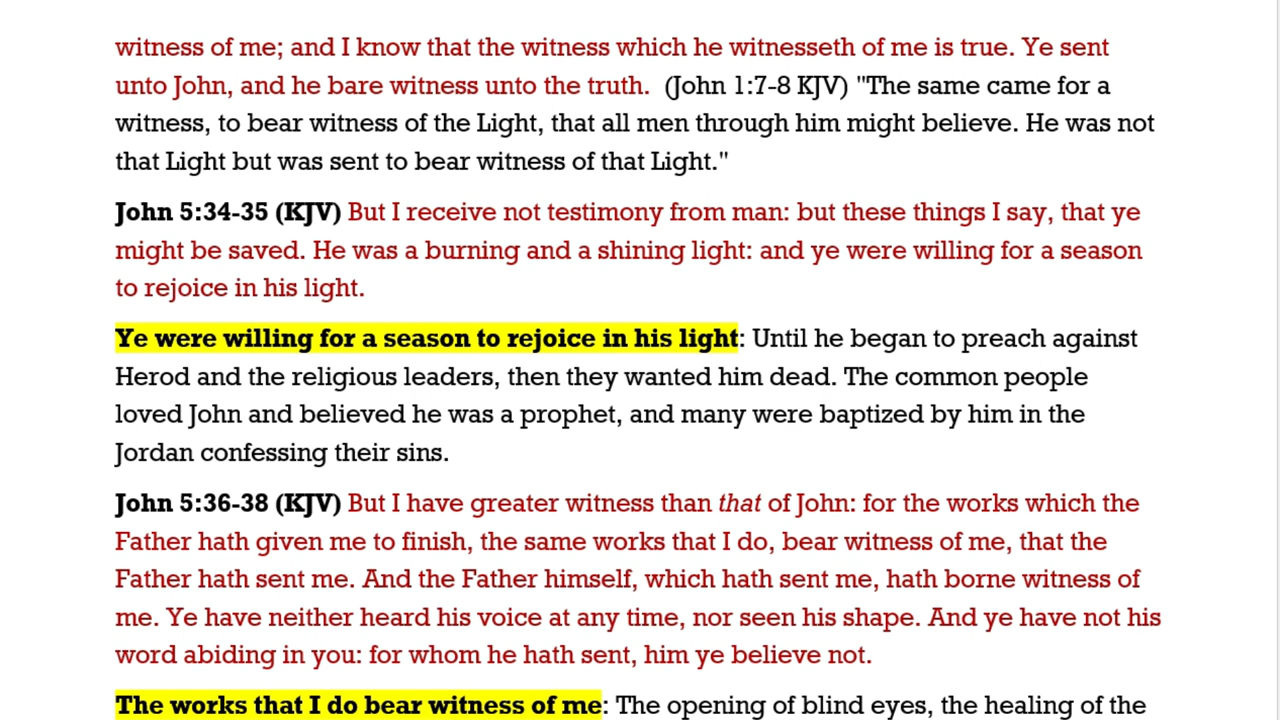 witness of me; and I know that the witness which he witnesseth of me is true. Ye sent
unto John, and he bare witness unto the truth.  (John 1:7-8 KJV) "The same came for a
witness, to bear witness of the Light, that all men through him might believe. He was not
that Light but was sent to bear witness of that Light."
John 5:34-35 (KJV) But I receive not testimony from man: but these things I say, that ye
might be saved. He was a burning and a shining light: and ye were willing for a season
to rejoice in his light.
Ye were willing for a season to rejoice in his light: Until he began to preach against
Herod and the religious leaders, then they wanted him dead. The common people
loved John and believed he was a prophet, and many were baptized by him in the
Jordan confessing their sins.
John 5:36-38 (KJV) But I have greater witness than that of John: for the works which the
Father hath given me to finish, the same works that I do, bear witness of me, that the
Father hath sent me. And the Father himself, which hath sent me, hath borne witness of
me. Ye have neither heard his voice at any time, nor seen his shape. And ye have not his
word abiding in you: for whom he hath sent, him ye believe not.
The works that I do bear witness of me: The opening of blind eyes, the healing of the